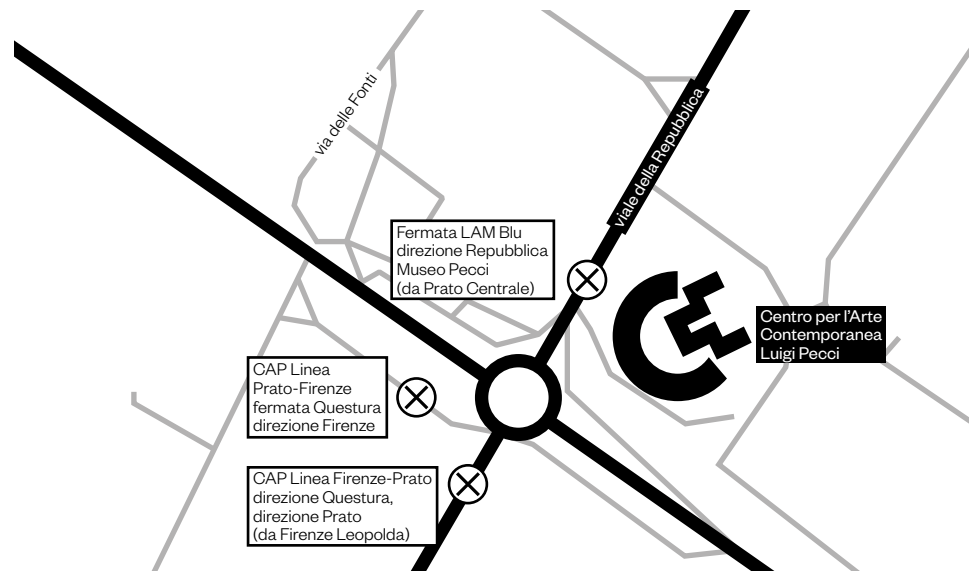 via delle Fonti
viale della Repubblica
Fermata LAM Blu
direzione Repubblica
Museo Pecci
(da Prato Centrale)
Centro per l'Arte
Contemporanea
Luigi Pecci
CAP Linea
Prato-Firenze
fermata Questura
direzione Firenze
CAP Linea Firenze-Prato
direzione Questura,
direzione Prato
(da Firenze Leopolda)